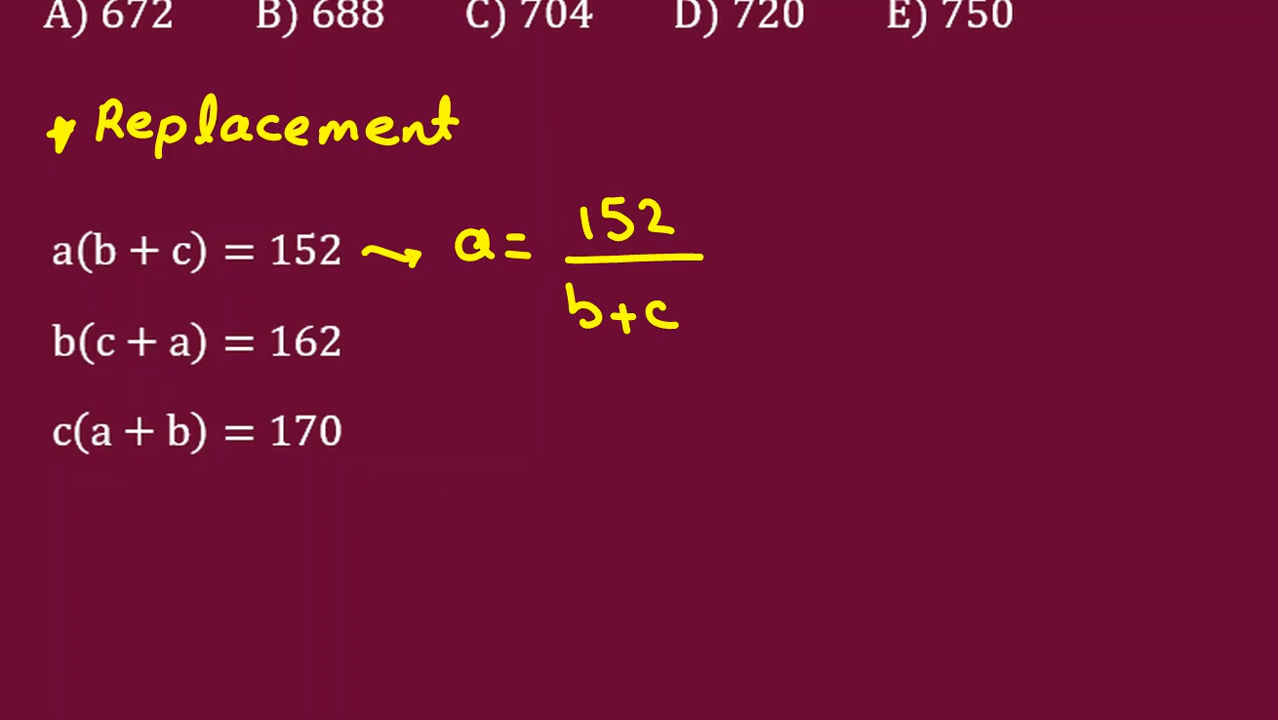 A) 672 B) 688 C) 704 D) 720 E) 750
Replacement
a(b + c) = 152 → a = 152 / b+c
b(c + a) = 162
c(a + b) = 170